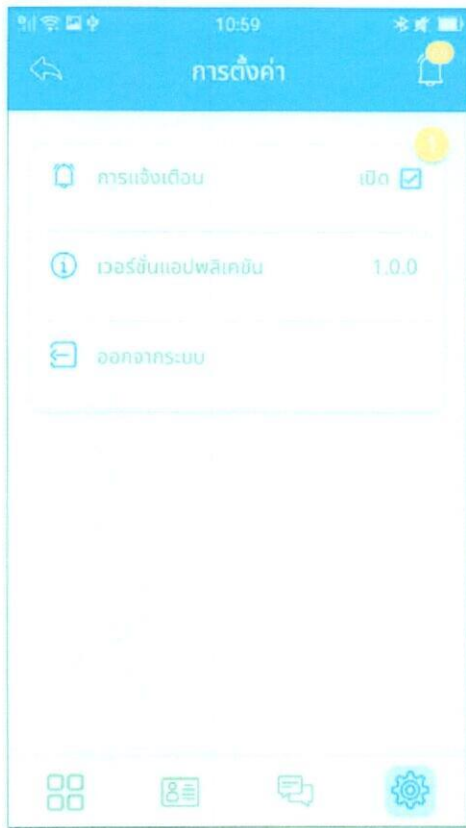 10:59
การตั้งค่า
1
การแจ้งเตือน เปิด
เวอร์ชั่นแอปพลิเคชัน 1.0.0
ออกจากระบบ